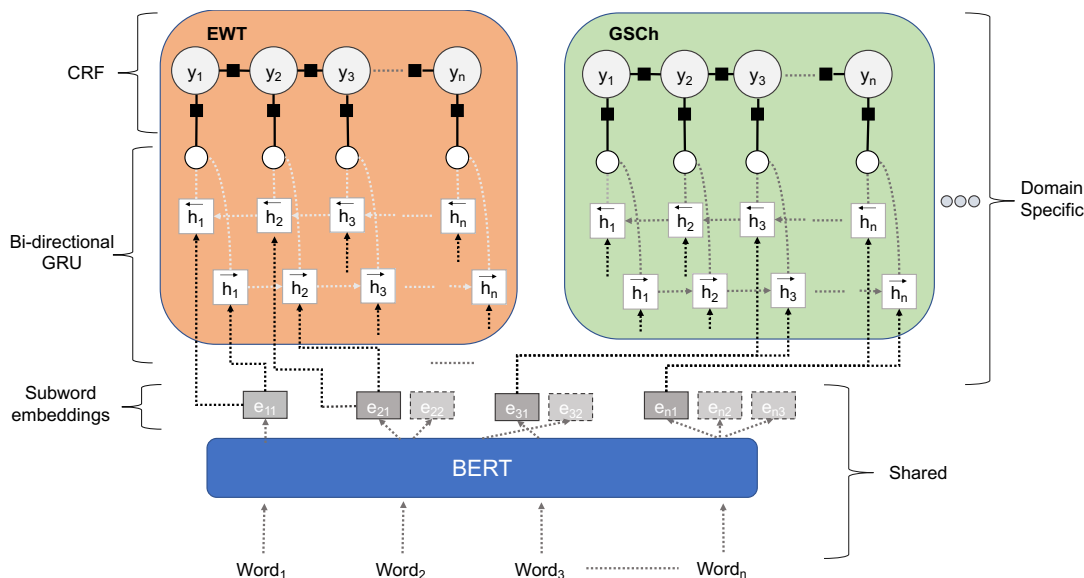 EWT
GSCh
CRF
y1 y2 y3 yn
y1 y2 y3 yn
h1 h2 h3 hn
h1 h2 h3 hn
Domain
Specific
Bi-directional
GRU
h1 h2 h3 hn
h1 h2 h3 hn
Subword
embeddings
e11 e21 e22 e31 e32 en1 en2 en3
BERT
Shared
Word1 Word2 Word3 Wordn